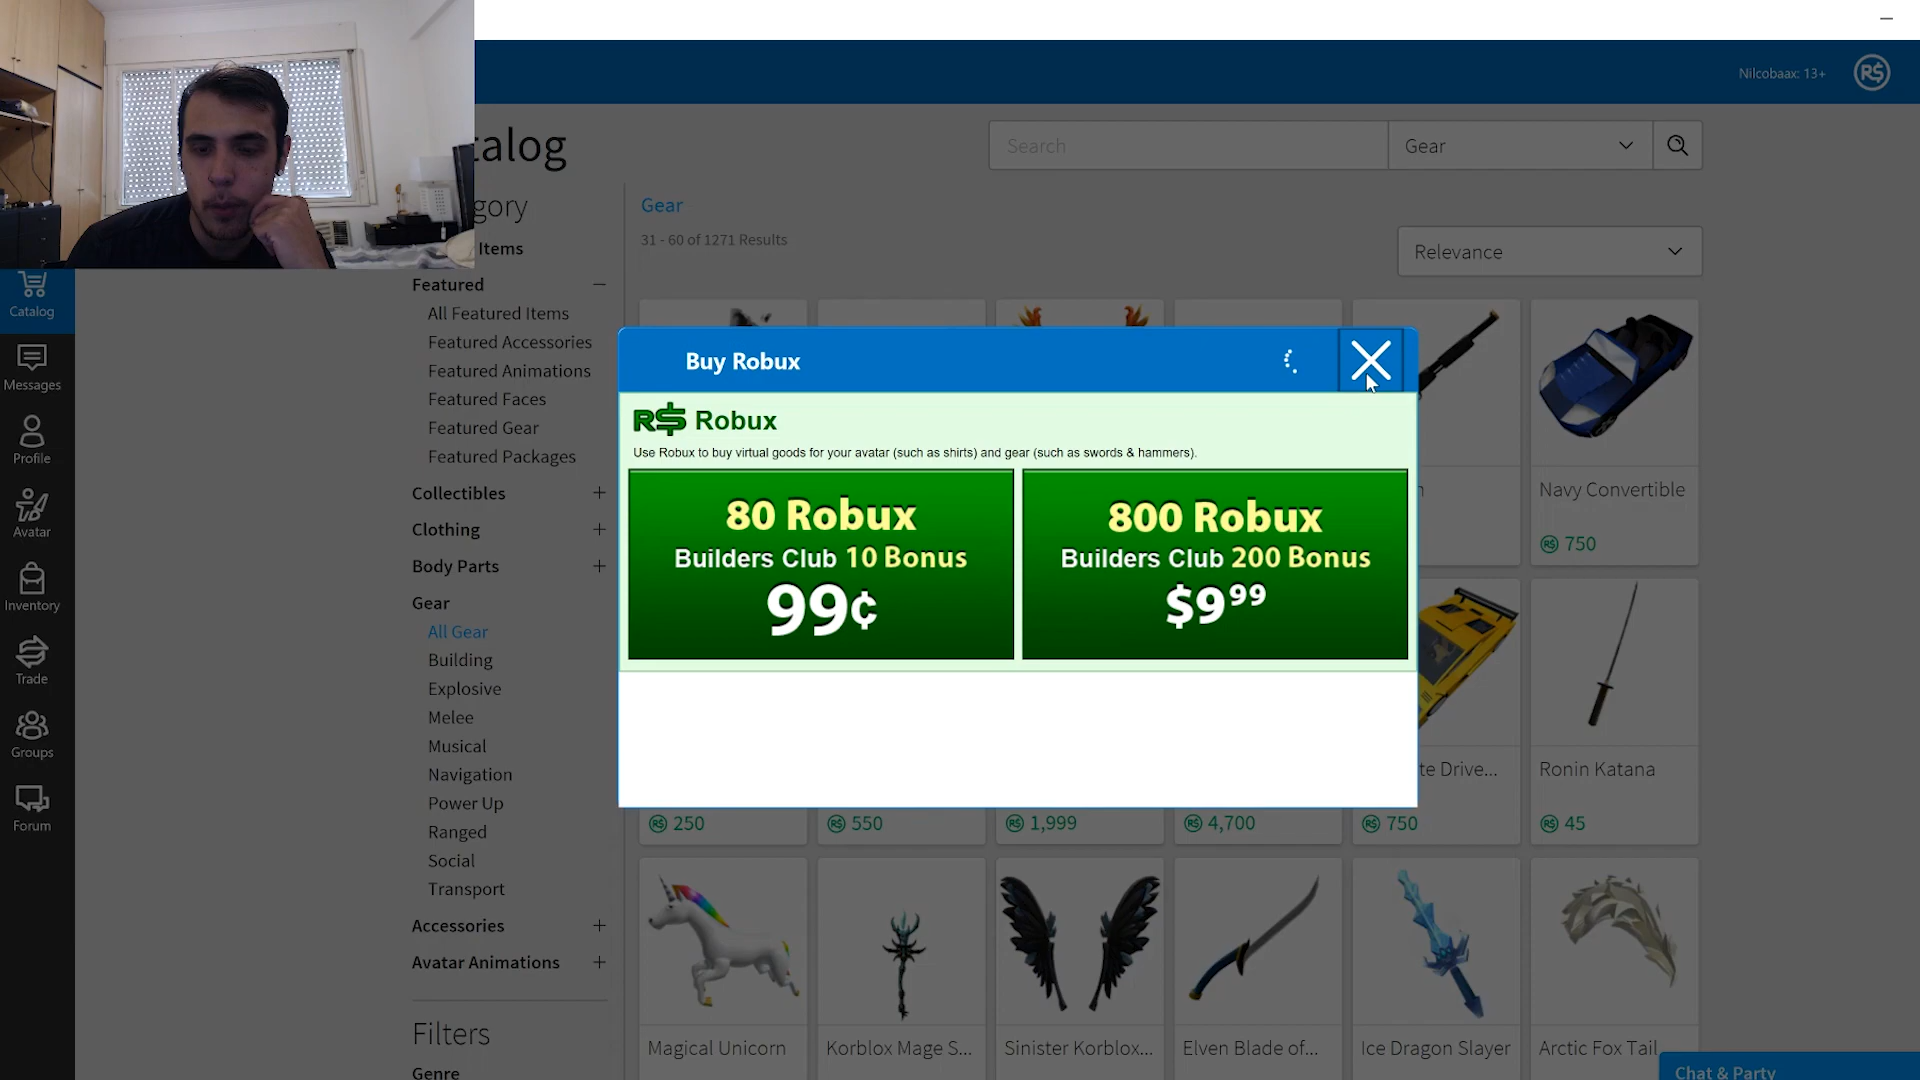 Nilcobaax: 13+
R$
talog
Search
Gear
gory
Items
Gear
31 - 60 of 1271 Results
Relevance
Catalog
Messages
Profile
Avatar
Inventory
Trade
Groups
Forum
Featured
All Featured Items
Featured Accessories
Featured Animations
Featured Faces
Featured Gear
Featured Packages
Collectibles
Clothing
Body Parts
Gear
All Gear
Building
Explosive
Melee
Musical
Navigation
Power Up
Ranged
Social
Transport
Accessories
Avatar Animations
Filters
Genre
Buy Robux
R$ Robux
Use Robux to buy virtual goods for your avatar (such as shirts) and gear (such as swords & hammers).
80 Robux
Builders Club 10 Bonus
99¢
800 Robux
Builders Club 200 Bonus
$9.99
Navy Convertible
R$ 750
te Drive...
Ronin Katana
R$ 250
R$ 550
R$ 1,999
R$ 4,700
R$ 750
R$ 45
Magical Unicorn
Korblox Mage S...
Sinister Korblox...
Elven Blade of...
Ice Dragon Slayer
Arctic Fox Tail
Chat & Party